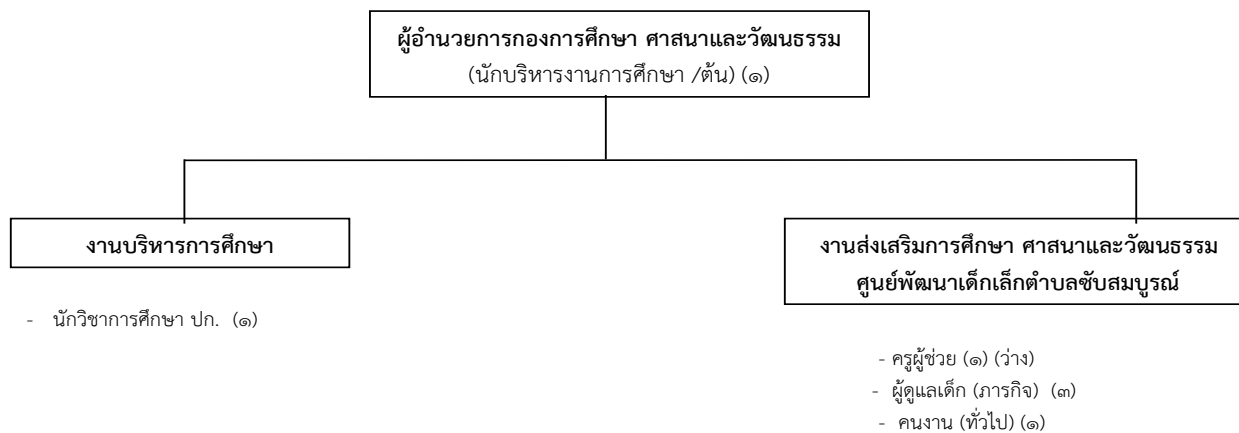 ผู้อำนวยการกองการศึกษา ศาสนาและวัฒนธรรม
(นักบริหารงานการศึกษา /ต้น) (๑)
งานบริหารการศึกษา
- นักวิชาการศึกษา ปก. (๑)
งานส่งเสริมการศึกษา ศาสนาและวัฒนธรรม
ศูนย์พัฒนาเด็กเล็กตำบลซับสมบูรณ์
- ครูผู้ช่วย (๑) (ว่าง)
- ผู้ดูแลเด็ก (ภารกิจ) (๓)
- คนงาน (ทั่วไป) (๑)